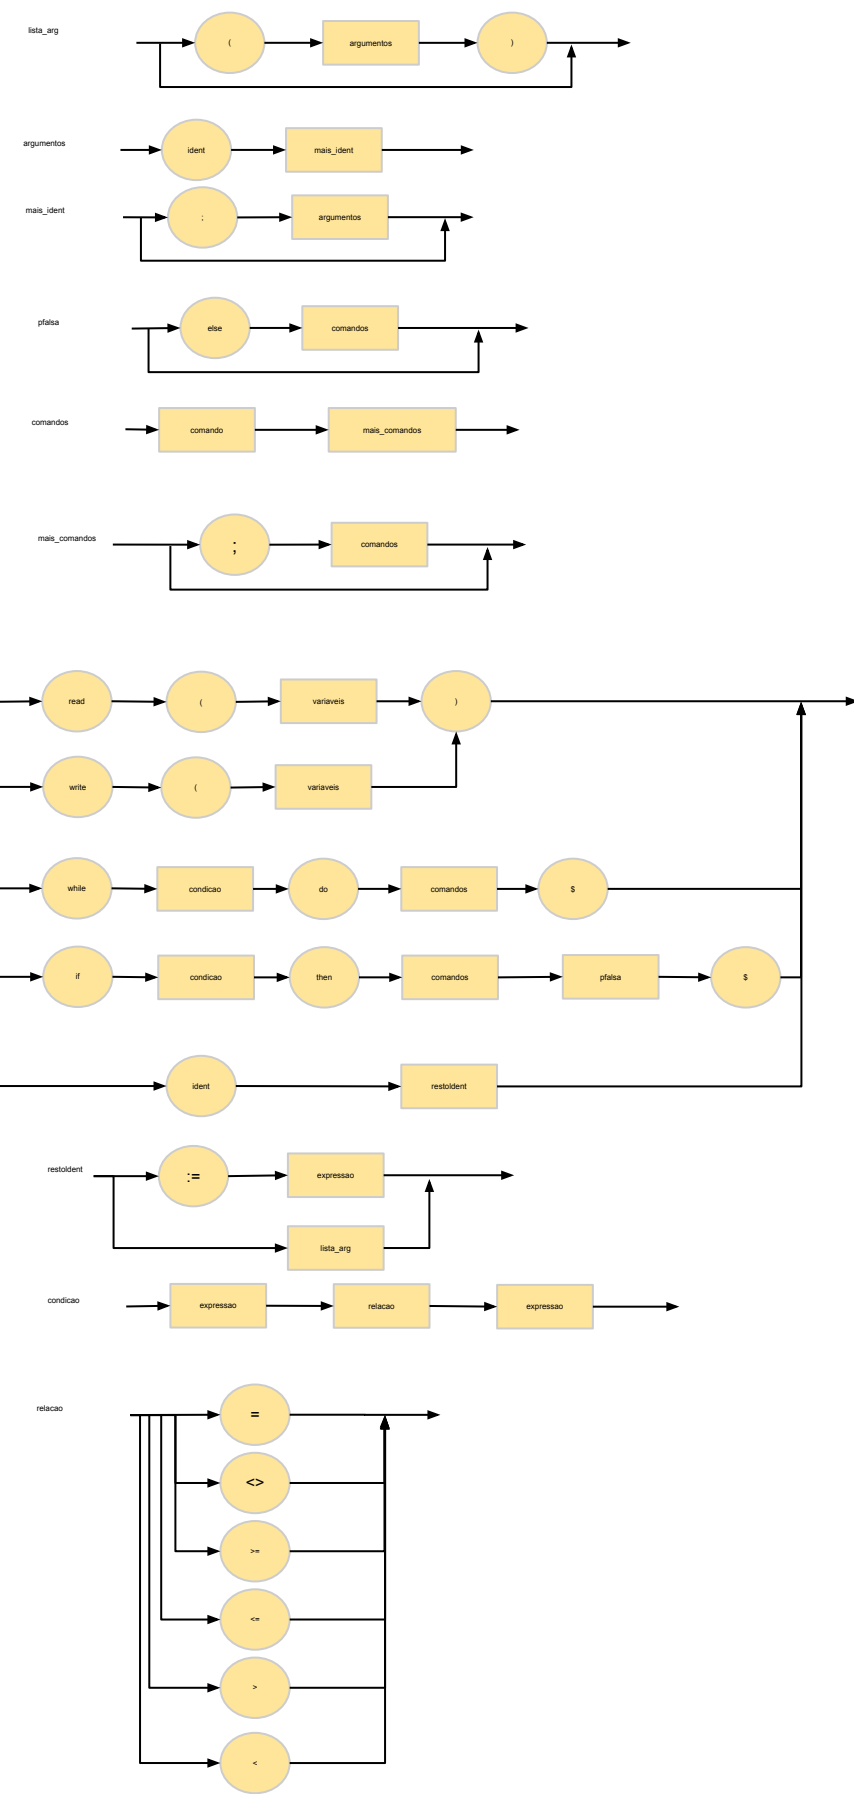 lista_arg
( argumentos )
argumentos
ident mais_ident
mais_ident
; argumentos
pfalsa
else comandos
comandos
comando mais_comandos
mais_comandos
; comandos
read ( variaveis )
write ( variaveis
while condicao do comandos $
if condicao then comandos pfalsa $
ident restoIdent
restoIdent
:= expressao
lista_arg
condicao
expressao relacao expressao
relacao
=
<>
>=
<=
>
<